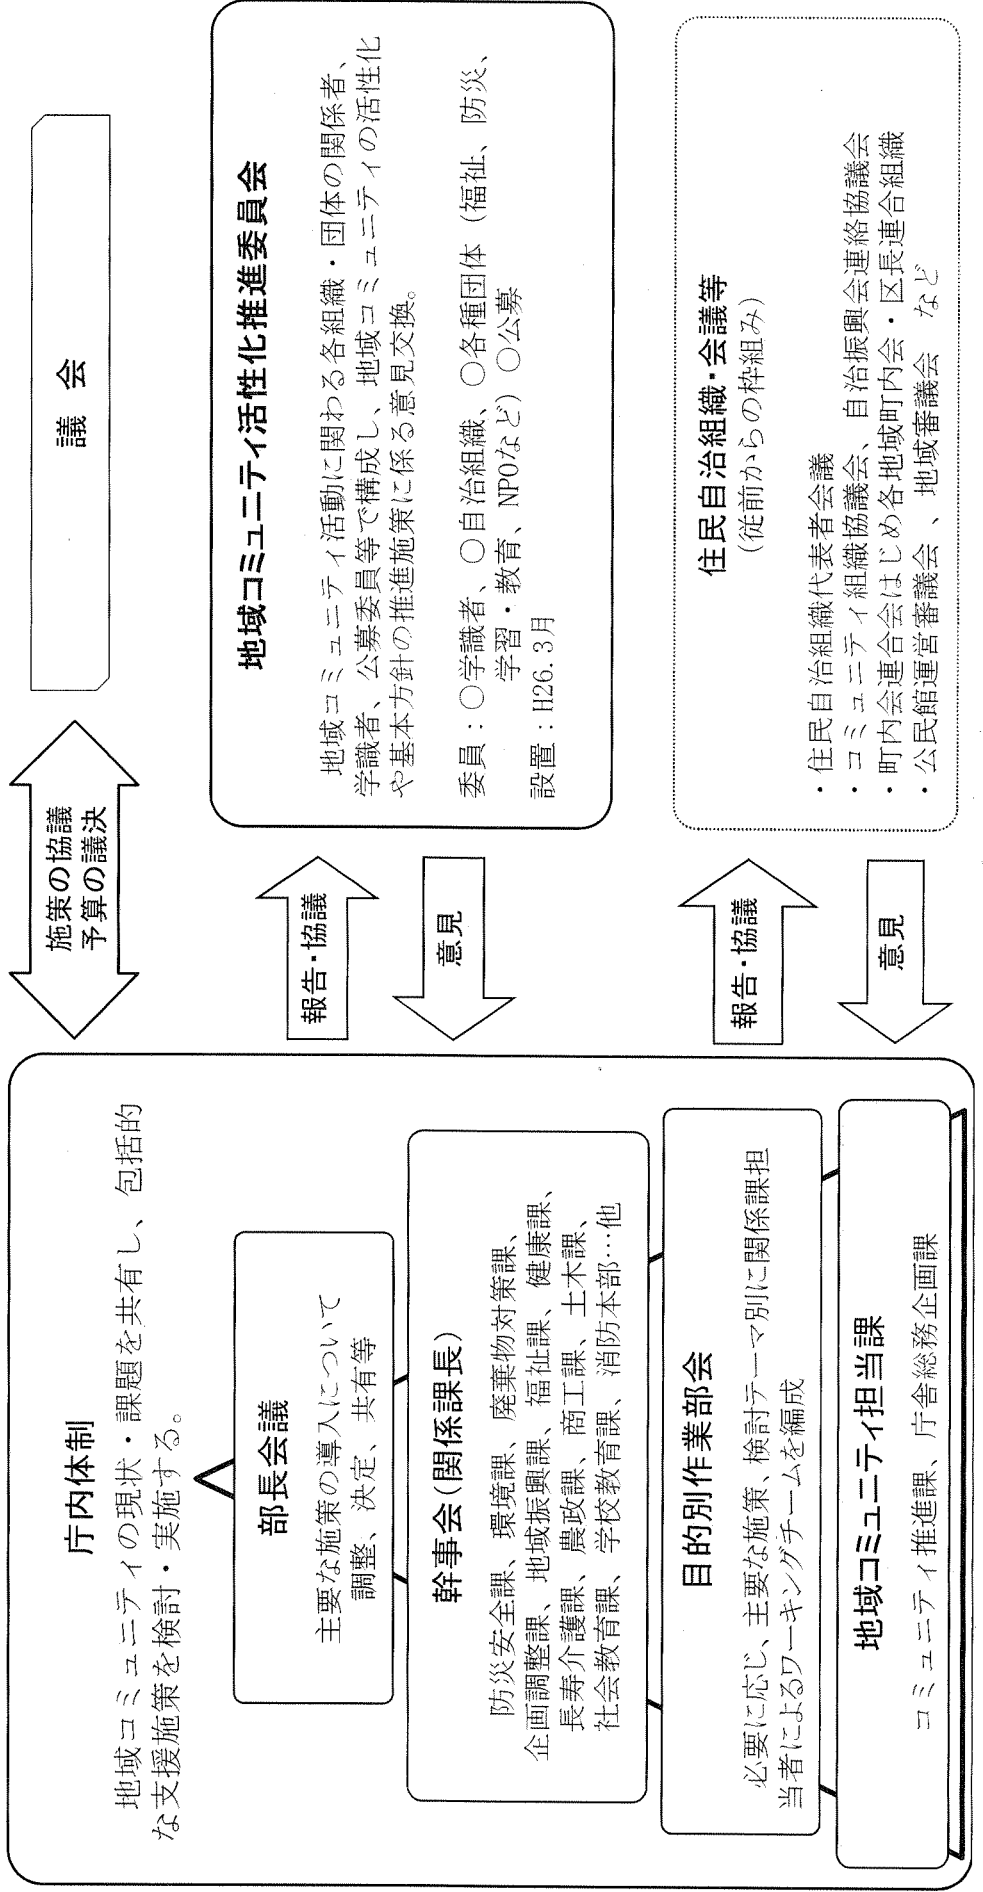 庁内体制
地域コミュニティの現状・課題を共有し、包括的
な支援施策を検討・実施する。
部長会議
主要な施策の導入について
調整、決定、共有等
幹事会(関係課長)
防災安全課、環境課、廃棄物対策課、
企画調整課、地域振興課、福祉課、健康課、
長寿介護課、農政課、商工課、土木課、
社会教育課、学校教育課、消防本部…他
目的別作業部会
必要に応じ、主要な施策、検討テーマ別に関係課担
当者によるワーキングチームを編成
地域コミュニティ担当課
コミュニティ推進課、庁舎総務企画課
施策の協議
予算の議決
報告・協議
意見
報告・協議
意見
議 会
地域コミュニティ活性化推進委員会
地域コミュニティ活動に関わる各組織・団体の関係者、
学識者、公募委員等で構成し、地域コミュニティの活性化
や基本方針の推進施策に係る意見交換。
委員：○学識者、○自治組織、○各種団体（福祉、防災、
学習・教育、NPOなど）○公募
設置：H26.3月
住民自治組織・会議等
(従前からの枠組み)
・住民自治組織代表者会議
・コミュニティ組織協議会、自治振興会連絡協議会
・町内会連合会はじめ各地域町内会・区長連合組織
・公民館運営審議会、地域審議会 など